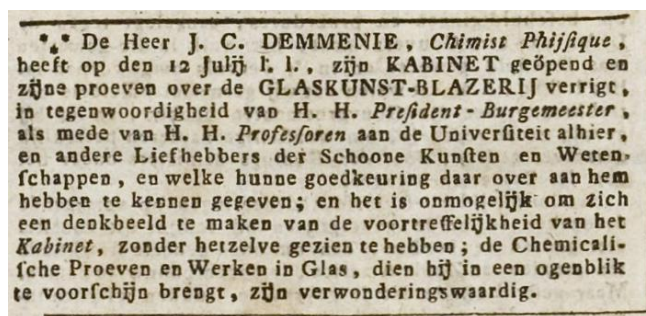 *⁎* De Heer J. C. DEMMENIE, Chimist Phijſique,
heeft op den 12 Julij l. l., zijn KABINET geöpend en
zijne proeven over de GLASKUNST-BLAZERIJ verrigt,
in tegenwoordigheid van H. H. Preſident-Burgemeester,
als mede van H. H. Profesſoren aan de Univerſiteit alhier,
en andere Liefhebbers der Schoone Kunſten en Weten-
ſchappen, en welke hunne goedkeuring daar over aan hem
hebben te kennen gegeven; en het is onmogelijk om zich
een denkbeeld te maken van de voortreffelijkheid van het
Kabinet, zonder hetzelve gezien te hebben; de Chemicali-
ſche Proeven en Werken in Glas, dien hij in een ogenblik
te voorſchijn brengt, zijn verwonderingswaardig.